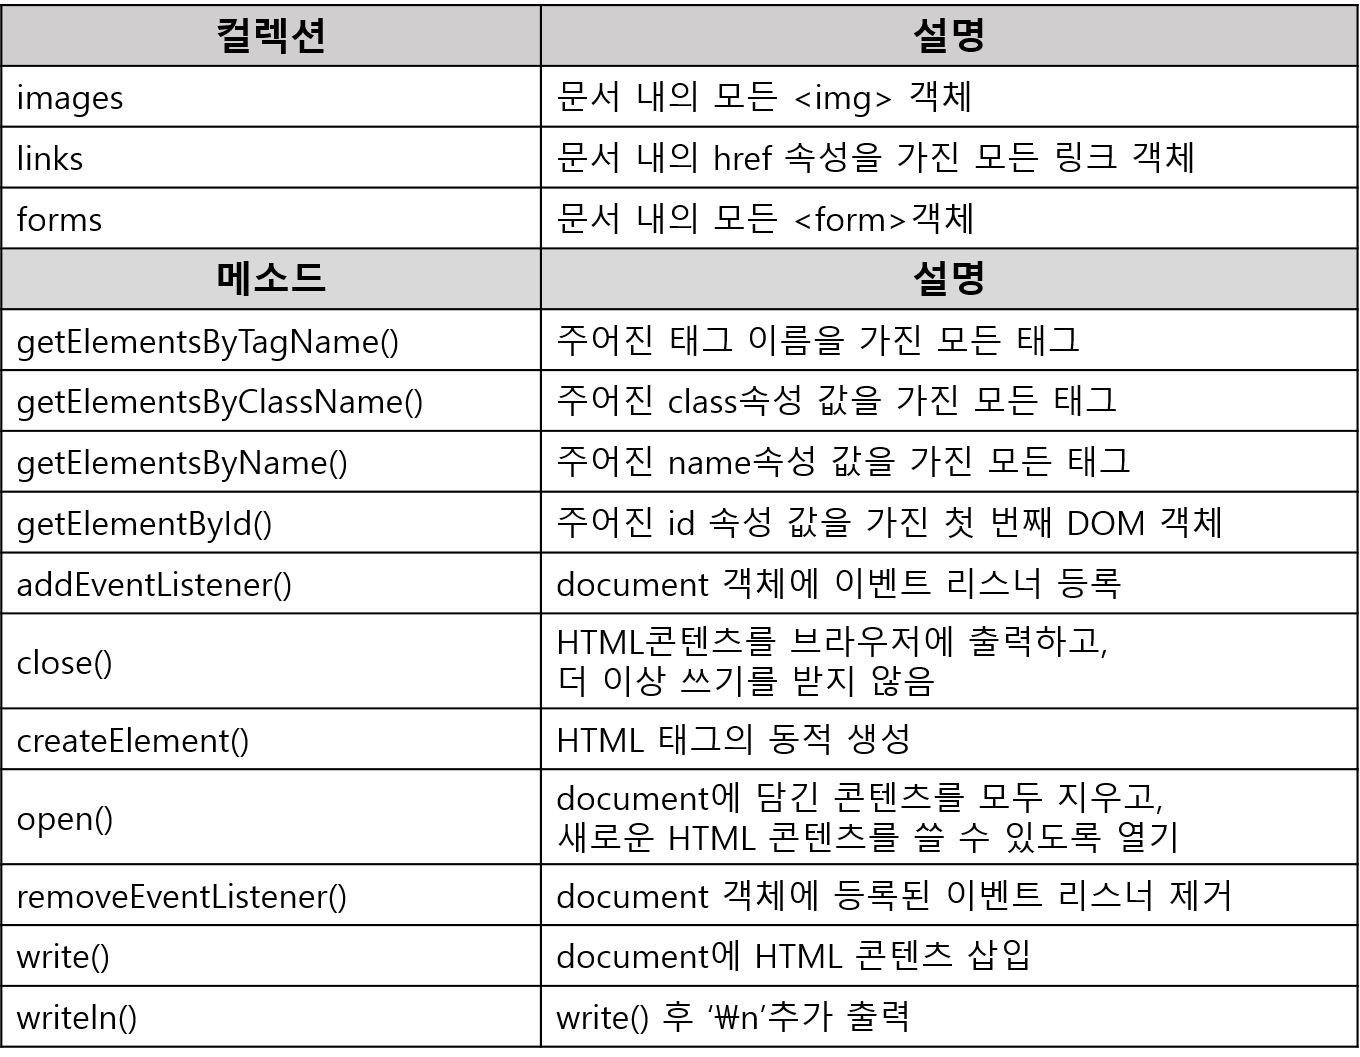 컬렉션 설명
images 문서 내의 모든 <img> 객체
links 문서 내의 href 속성을 가진 모든 링크 객체
forms 문서 내의 모든 <form>객체
메소드 설명
getElementsByTagName() 주어진 태그 이름을 가진 모든 태그
getElementsByClassName() 주어진 class속성 값을 가진 모든 태그
getElementsByName() 주어진 name속성 값을 가진 모든 태그
getElementById() 주어진 id 속성 값을 가진 첫 번째 DOM 객체
addEventListener() document 객체에 이벤트 리스너 등록
close() HTML콘텐츠를 브라우저에 출력하고,
더 이상 쓰기를 받지 않음
createElement() HTML 태그의 동적 생성
open() document에 담긴 콘텐츠를 모두 지우고,
새로운 HTML 콘텐츠를 쓸 수 있도록 열기
removeEventListener() document 객체에 등록된 이벤트 리스너 제거
write() document에 HTML 콘텐츠 삽입
writeln() write() 후 ‘₩n’추가 출력